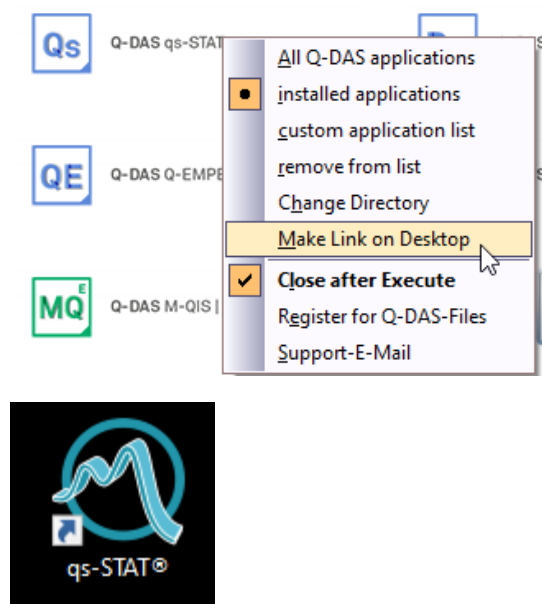 Qs Q-DAS qs-STAT
All Q-DAS applications
installed applications
custom application list
QE Q-DAS Q-EMPE
remove from list
Change Directory
Make Link on Desktop
MQE Q-DAS M-QIS |
Close after Execute
Register for Q-DAS-Files
Support-E-Mail
qs-STAT®